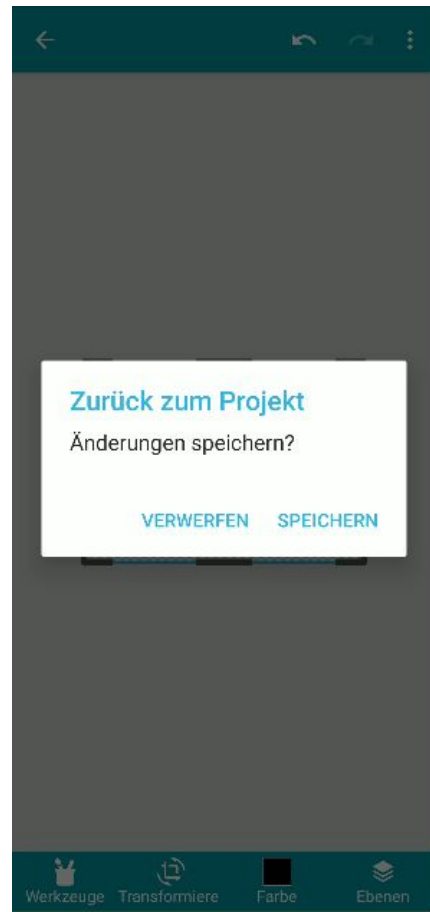 Zurück zum Projekt
Änderungen speichern?
VERWERFEN SPEICHERN
Werkzeuge Transformiere Farbe Ebenen